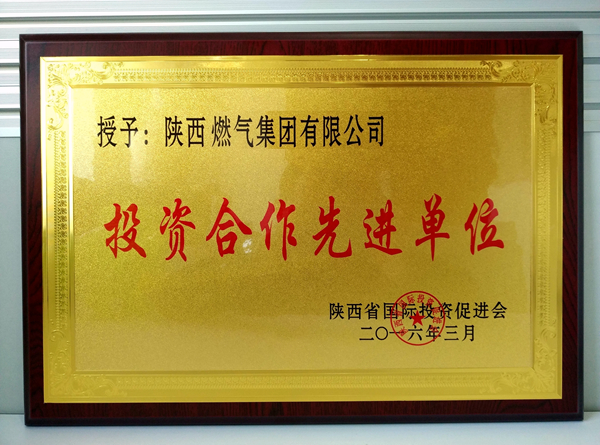 授予：陕西燃气集团有限公司
投资合作先进单位
陕西省国际投资促进会
二〇一六年三月